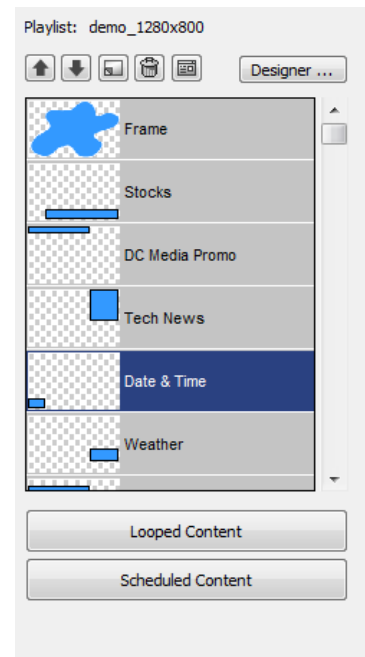 Playlist: demo_1280x800
Designer ...
Frame
Stocks
DC Media Promo
Tech News
Date & Time
Weather
Looped Content
Scheduled Content